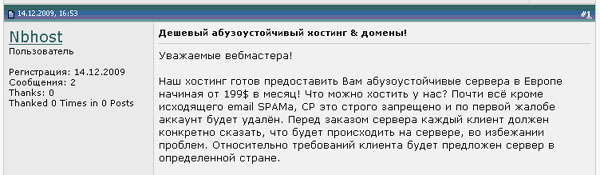 14.12.2009, 16:53 #1
Nbhost
Пользователь
Регистрация: 14.12.2009
Сообщения: 2
Thanks: 0
Thanked 0 Times in 0 Posts
Дешевый абузоустойчивый хостинг & домены!
Уважаемые вебмастера!
Наш хостинг готов предоставить Вам абузоустойчивые сервера в Европе
начиная от 199$ в месяц! Что можно хостить у нас? Почти всё кроме
исходящего email SPAMа, CP это строго запрещено и по первой жалобе
аккаунт будет удалён. Перед заказом сервера каждый клиент должен
конкретно сказать, что будет происходить на сервере, во избежании
проблем. Относительно требований клиента будет предложен сервер в
определенной стране.